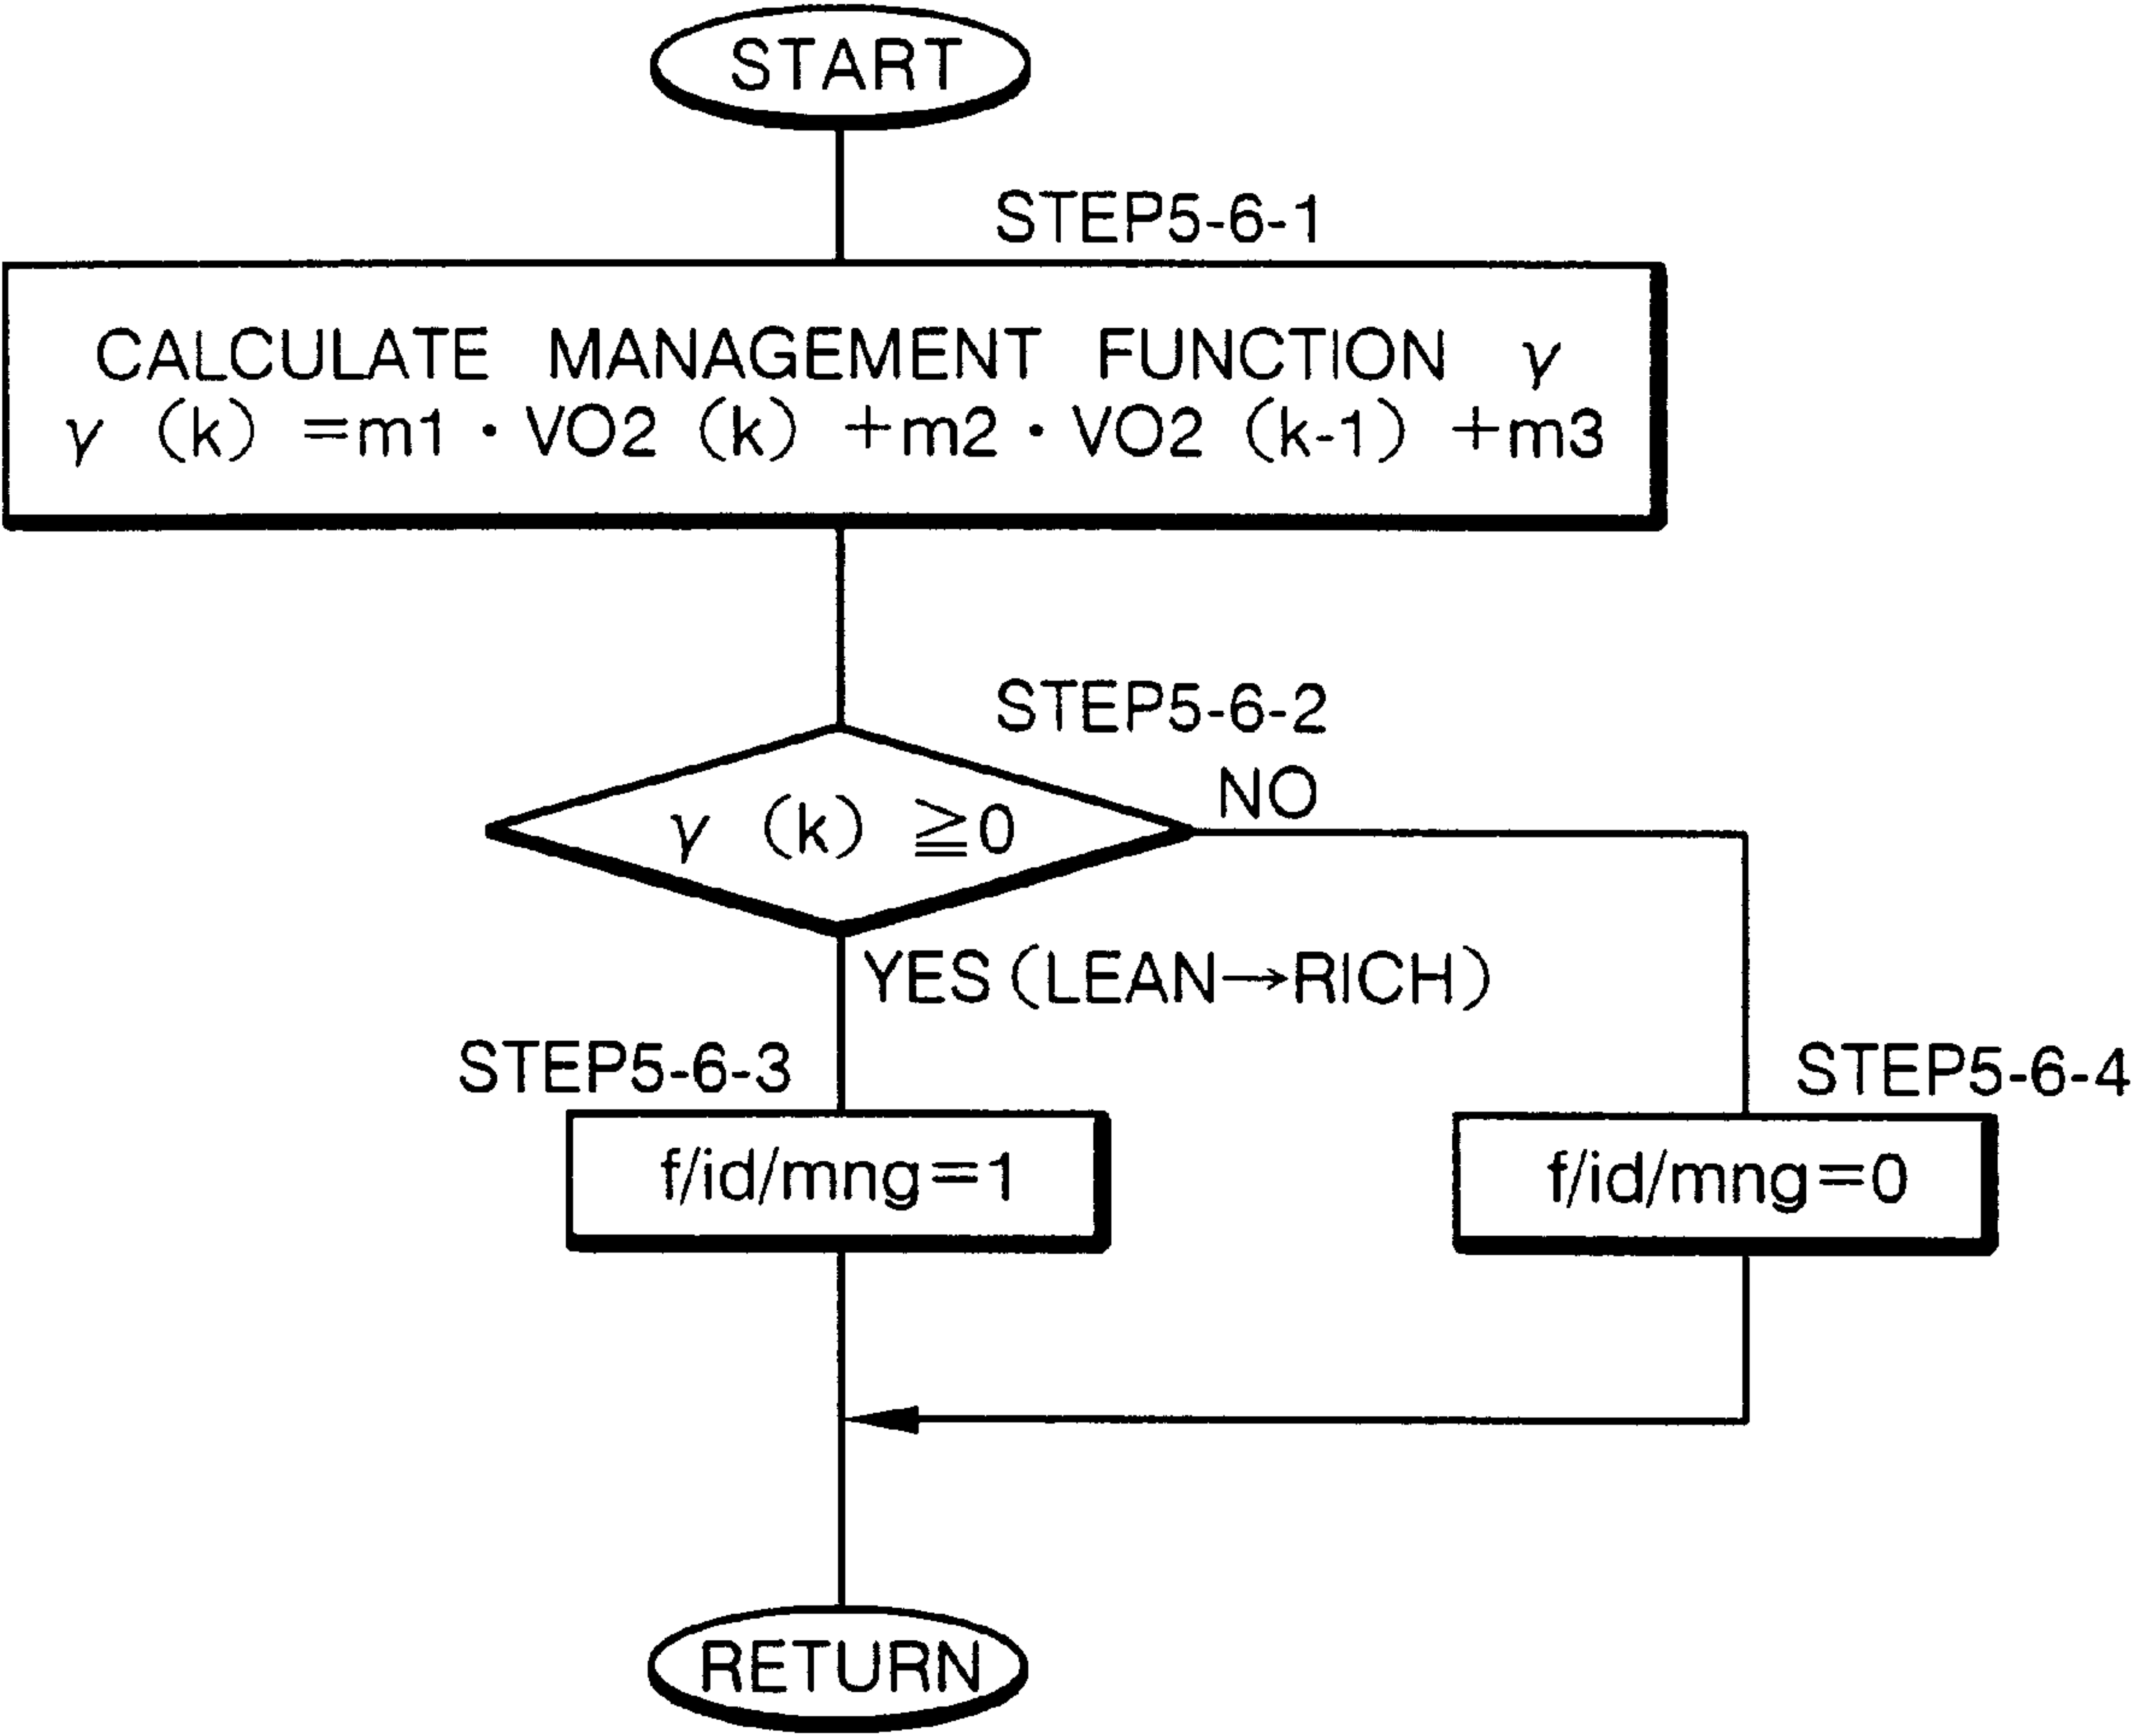 START
STEP5-6-1
CALCULATE MANAGEMENT FUNCTION γ
γ (k) =m1・VO2 (k) +m2・VO2 (k-1) +m3
STEP5-6-2
γ (k) ≧0
NO
YES(LEAN→RICH)
STEP5-6-3
STEP5-6-4
f/id/mng=1
f/id/mng=0
RETURN